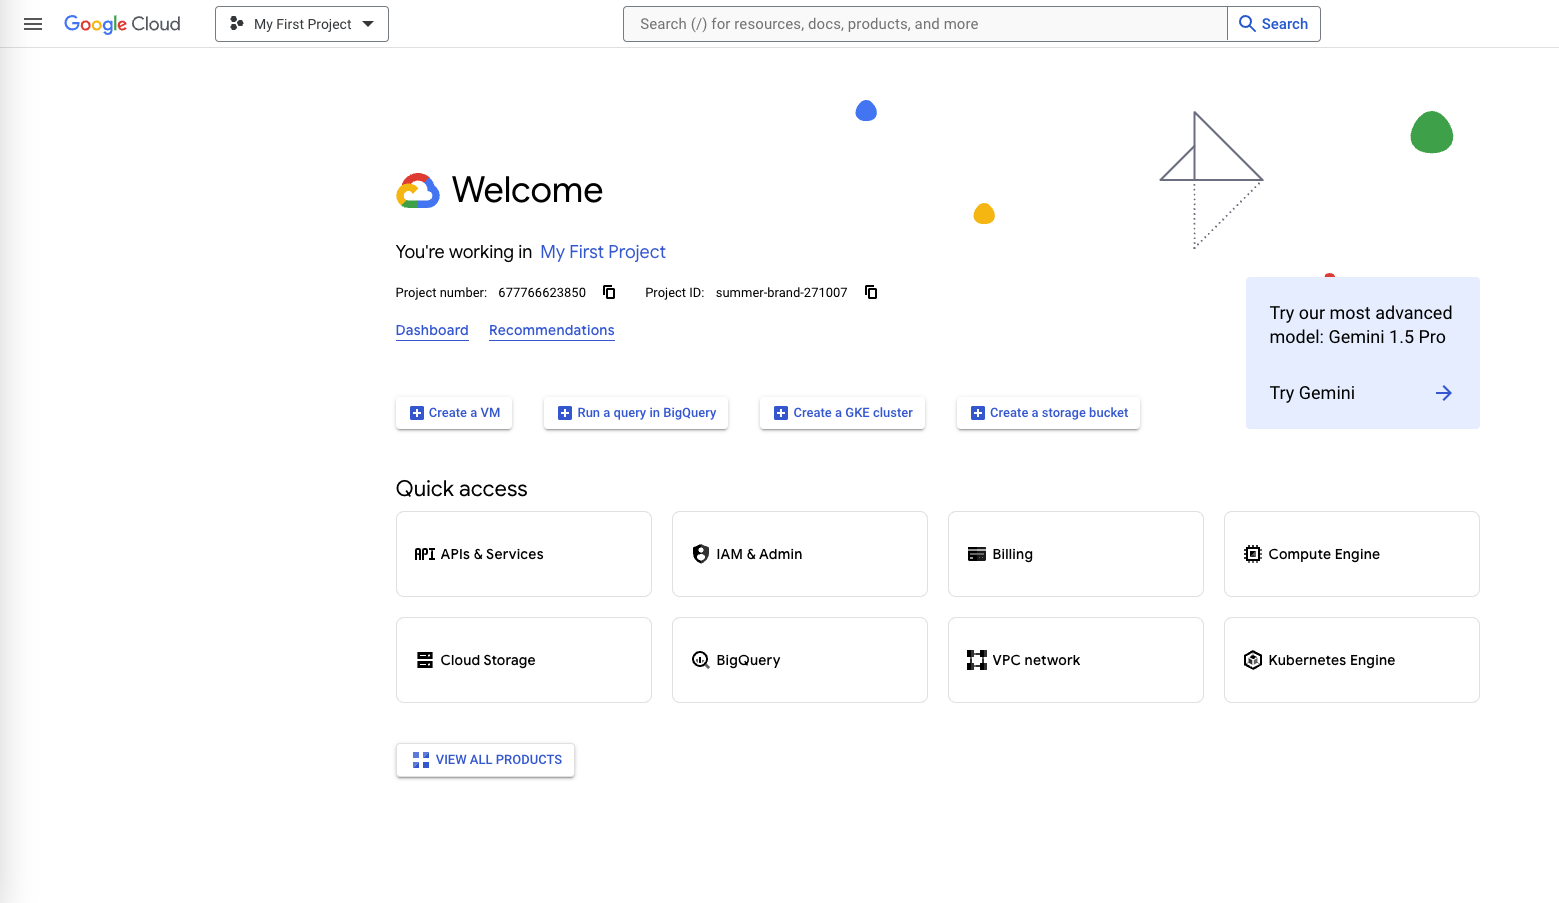 Google Cloud
My First Project
Search (/) for resources, docs, products, and more
Search
Welcome
You're working in My First Project
Project number: 677766623850 Project ID: summer-brand-271007
Dashboard Recommendations
Try our most advanced
model: Gemini 1.5 Pro
Try Gemini
Create a VM
Run a query in BigQuery
Create a GKE cluster
Create a storage bucket
Quick access
API APIs & Services
IAM & Admin
Billing
Compute Engine
Cloud Storage
BigQuery
VPC network
Kubernetes Engine
VIEW ALL PRODUCTS